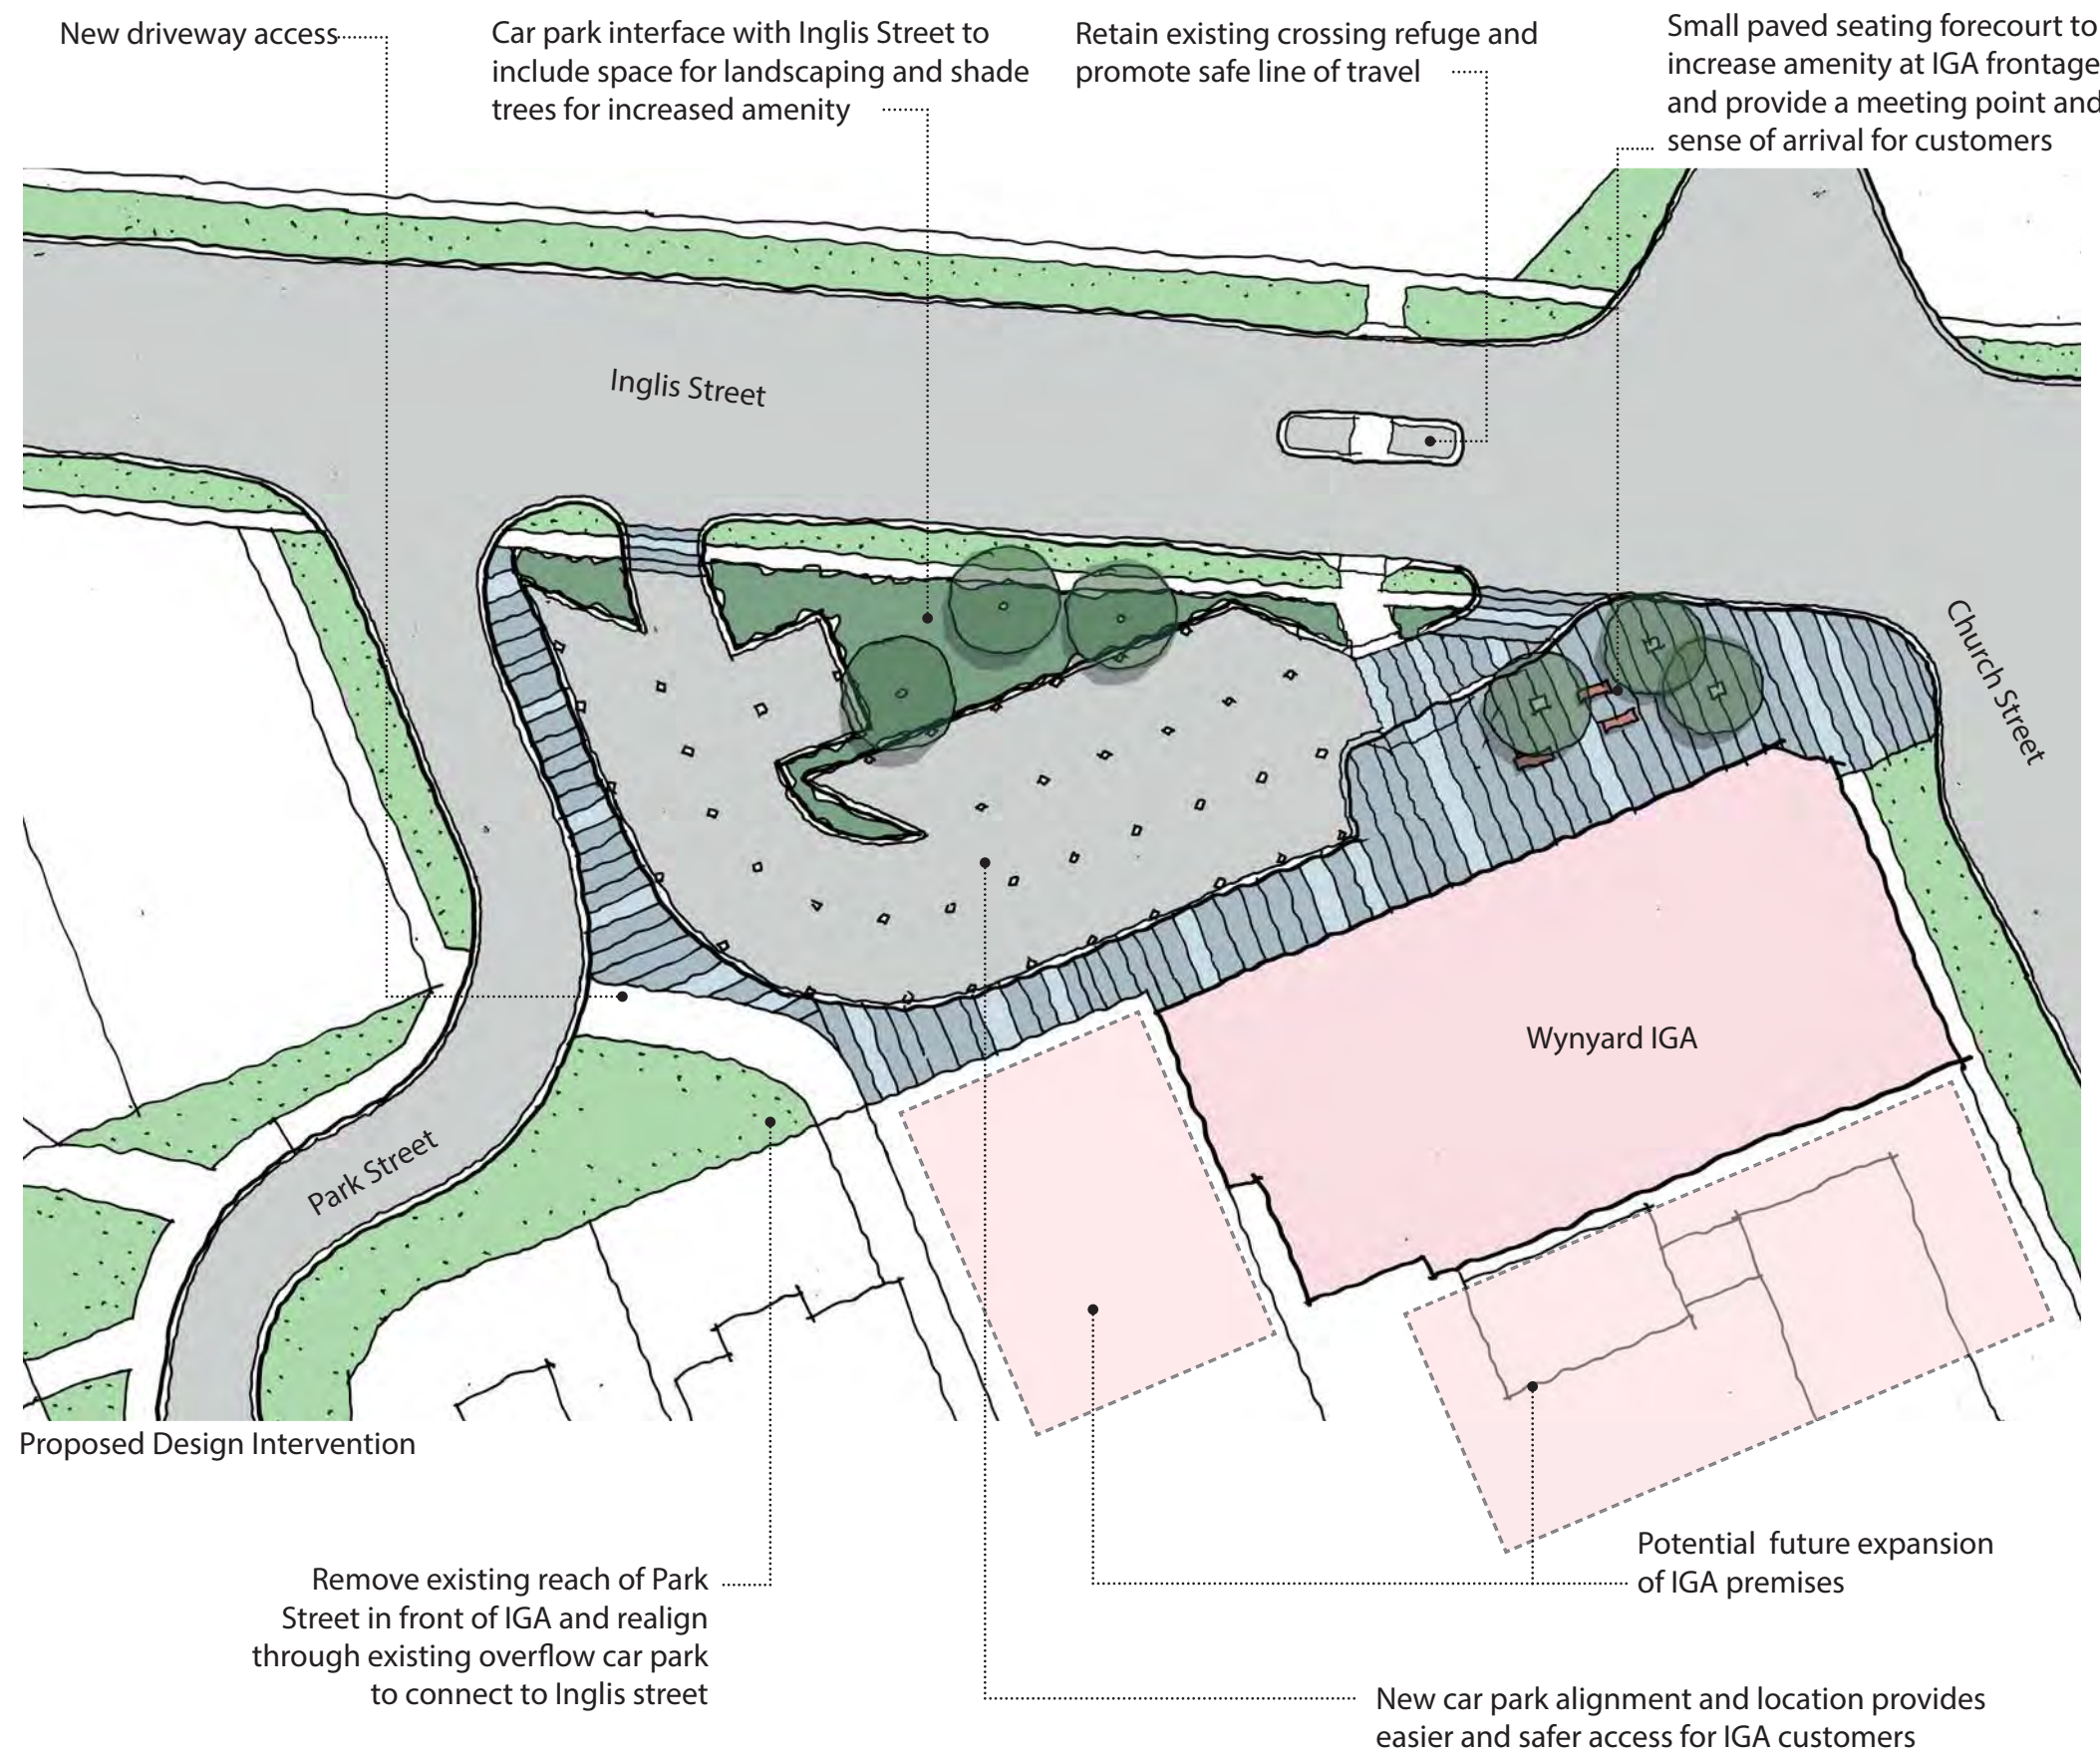 New driveway access
Car park interface with Inglis Street to
include space for landscaping and shade
trees for increased amenity
Retain existing crossing refuge and
promote safe line of travel
Small paved seating forecourt to
increase amenity at IGA frontage
and provide a meeting point and
sense of arrival for customers
Inglis Street
Church Street
Wynyard IGA
Park Street
Proposed Design Intervention
Remove existing reach of Park
Street in front of IGA and realign
through existing overflow car park
to connect to Inglis street
Potential future expansion
of IGA premises
New car park alignment and location provides
easier and safer access for IGA customers